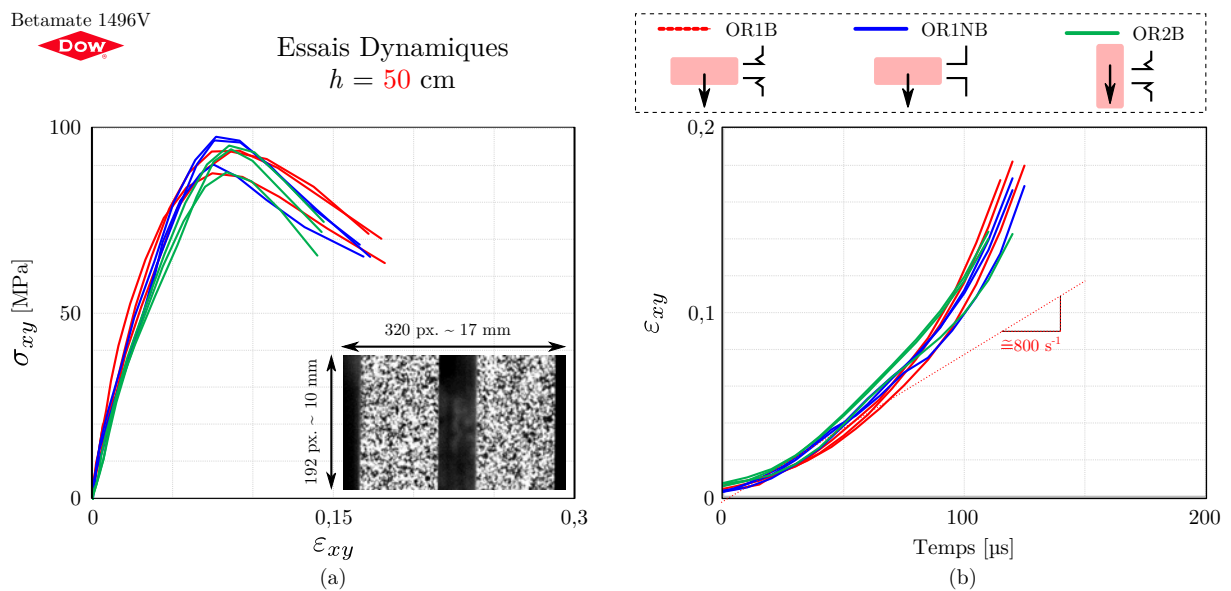 Betamate 1496V
Dow
Essais Dynamiques
h = 50 cm
100
50
0
σxy [MPa]
0
0,15
0,3
εxy
(a)
320 px. ~ 17 mm
192 px. ~ 10 mm
OR1B
OR1NB
OR2B
0,2
0,1
0
εxy
≅800 s-1
0
100
200
Temps [µs]
(b)